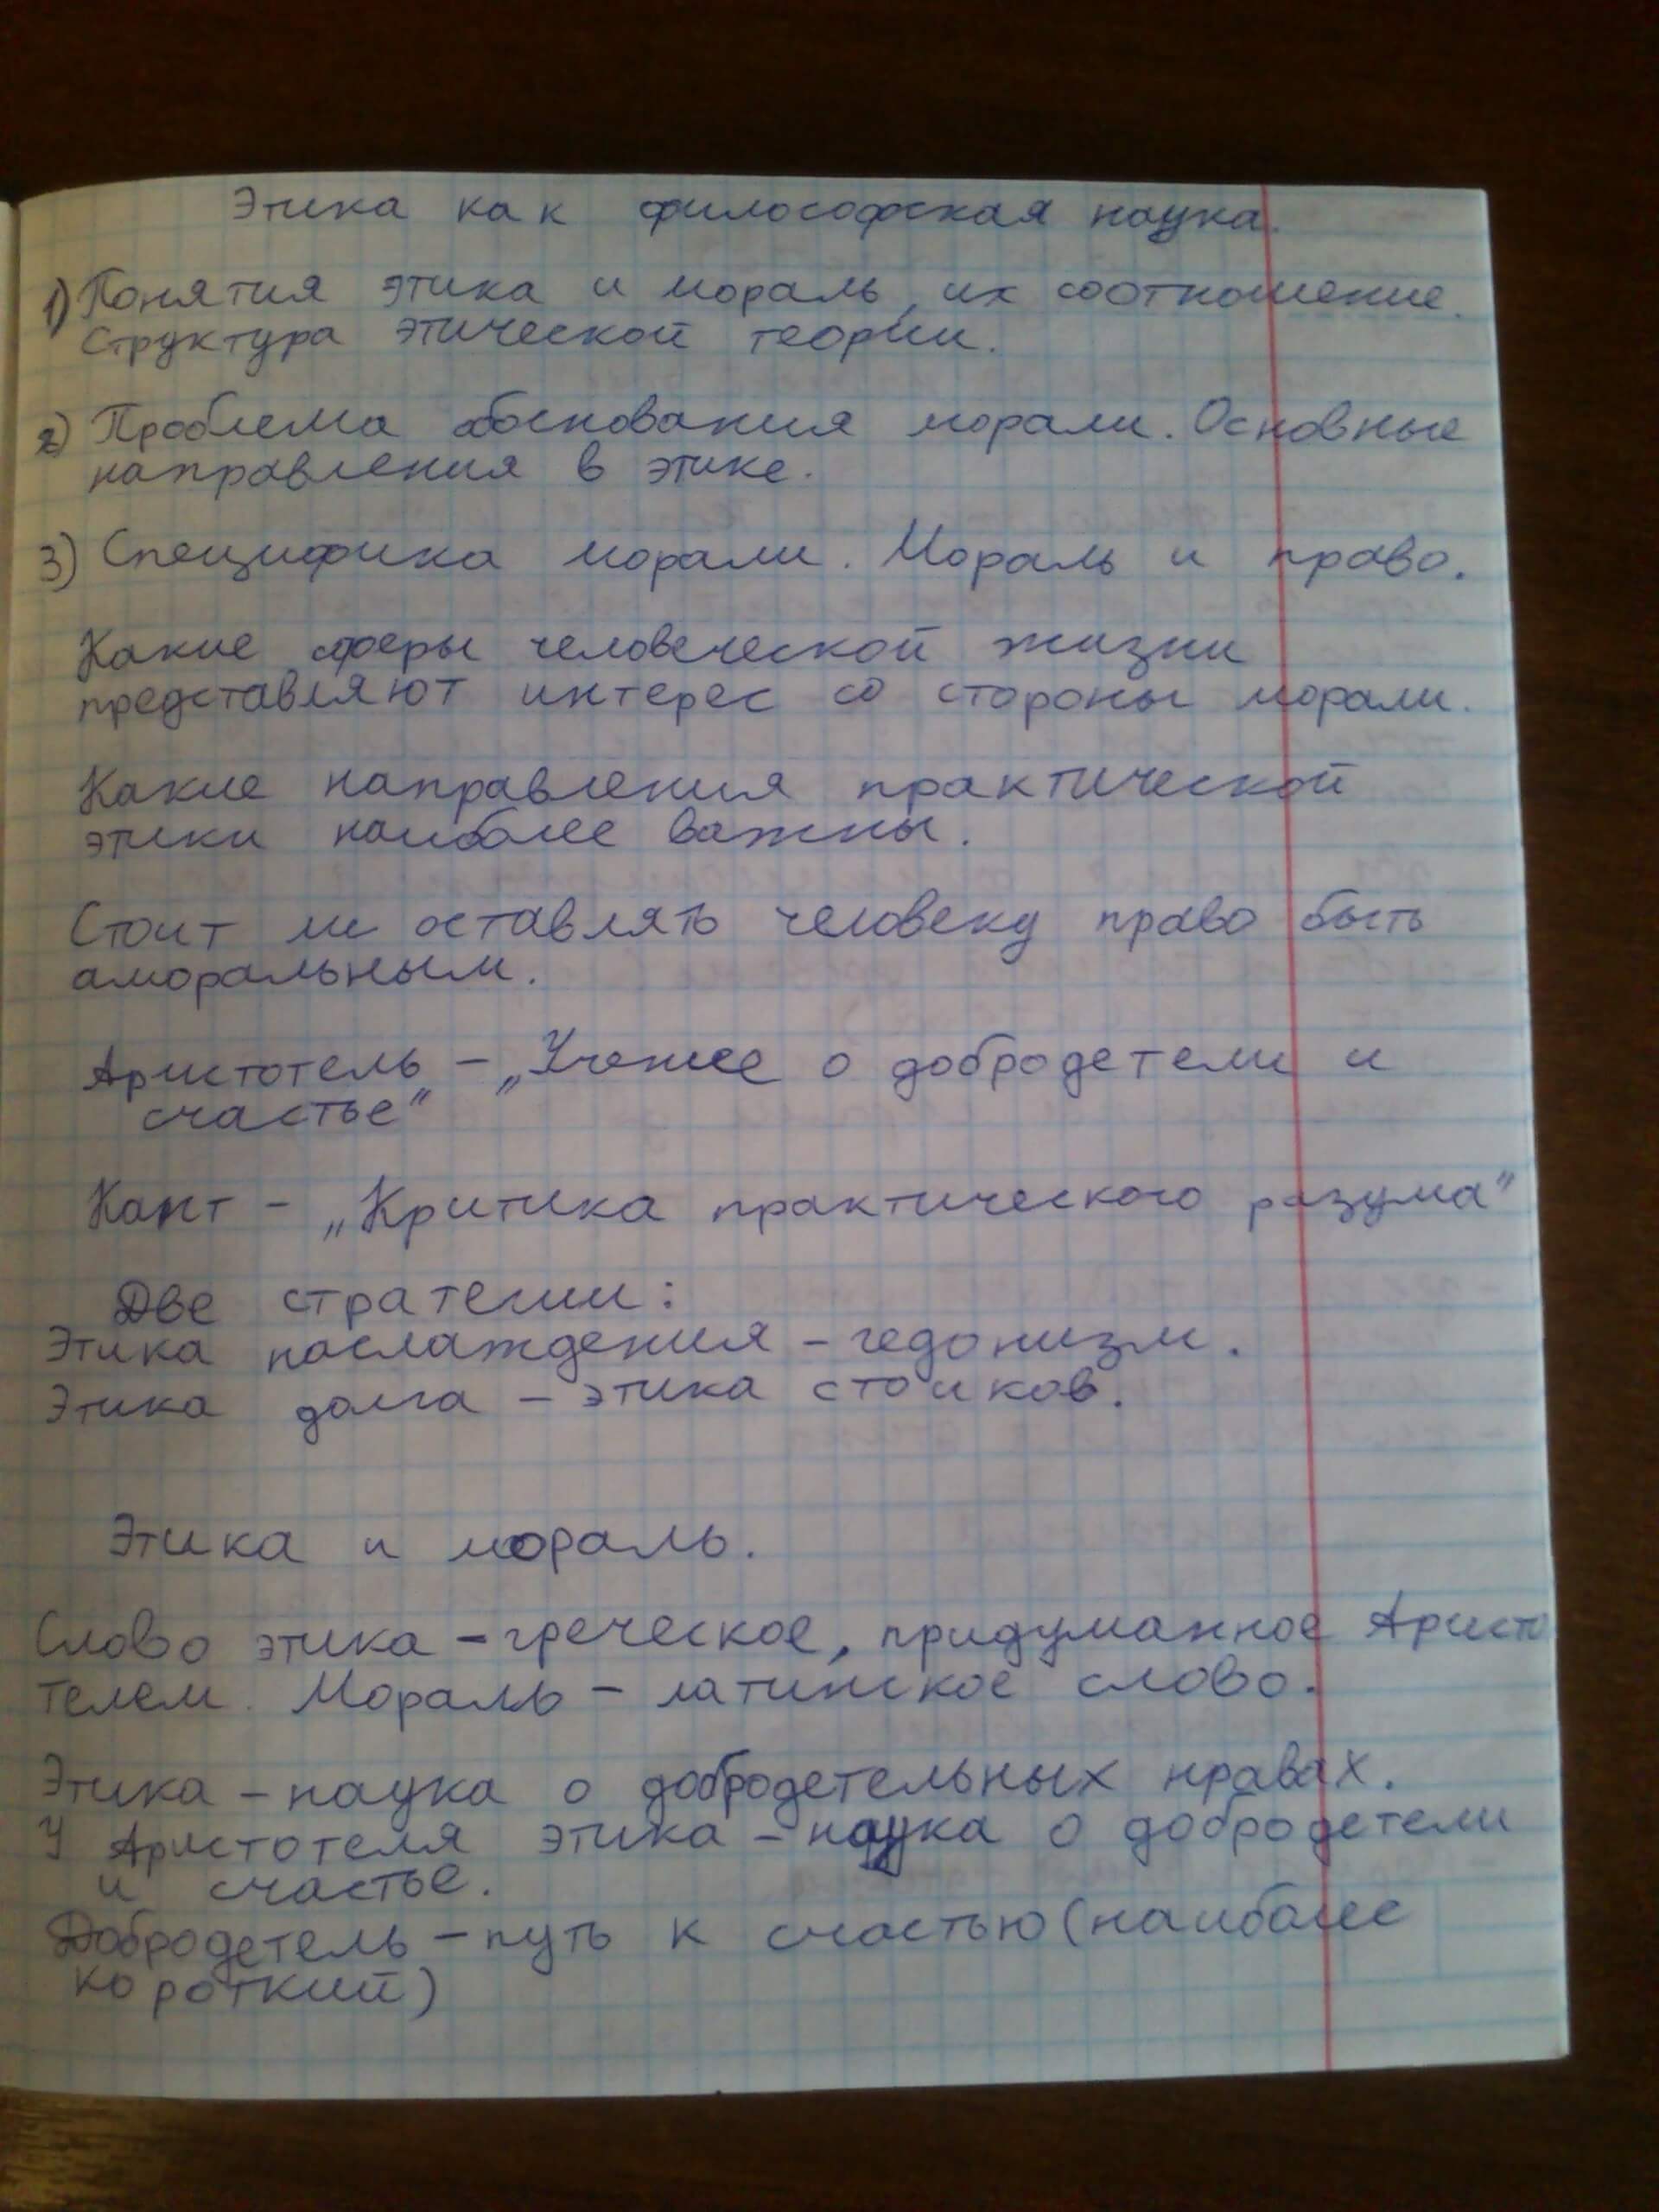 Этика как философская наука.
1) Понятия этика и мораль, их соотношение.
Структура этической теории.
2) Проблема обоснования морали. Основные
направления в этике.
3) Специфика морали. Мораль и право.
Какие сферы человеческой жизни
представляют интерес со стороны морали.
Какие направления практической
этики наиболее важны.
Стоит ли оставлять человеку право быть
аморальным.
Аристотель – „Учение о добродетели и
счастье"
Кант – „Критика практического разума"
Две стратегии:
Этика наслаждения – гедонизм.
Этика долга – этика стоиков.
Этика и мораль.
Слово этика – греческое, придуманное Аристо
телем. Мораль – латинское слово.
Этика – наука о добродетельных нравах.
У Аристотеля этика – наука о добродетели
и счастье.
Добродетель – путь к счастью (наиболее
короткий)